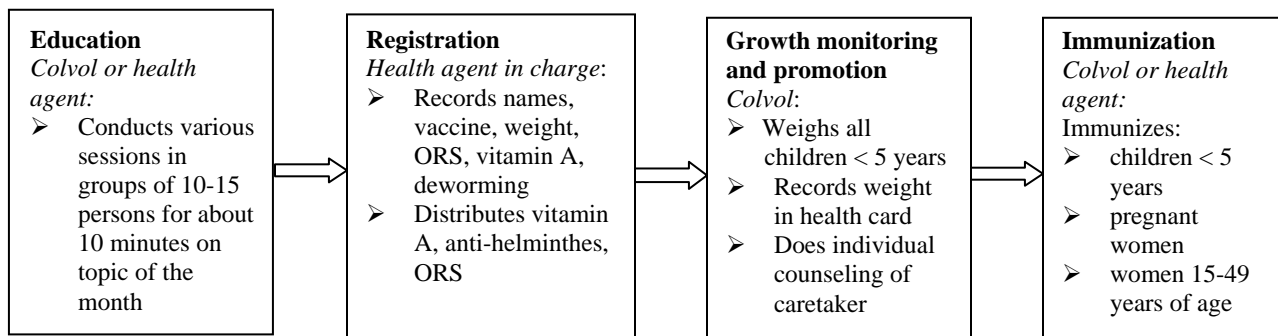 Education
Colvol or health
agent:
➢ Conducts various
sessions in
groups of 10-15
persons for about
10 minutes on
topic of the
month
Registration
Health agent in charge:
➢ Records names,
vaccine, weight,
ORS, vitamin A,
deworming
➢ Distributes vitamin
A, anti-helminthes,
ORS
Growth monitoring
and promotion
Colvol:
➢ Weighs all
children < 5 years
➢ Records weight
in health card
➢ Does individual
counseling of
caretaker
Immunization
Colvol or health
agent:
Immunizes:
➢ children < 5
years
➢ pregnant
women
➢ women 15-49
years of age